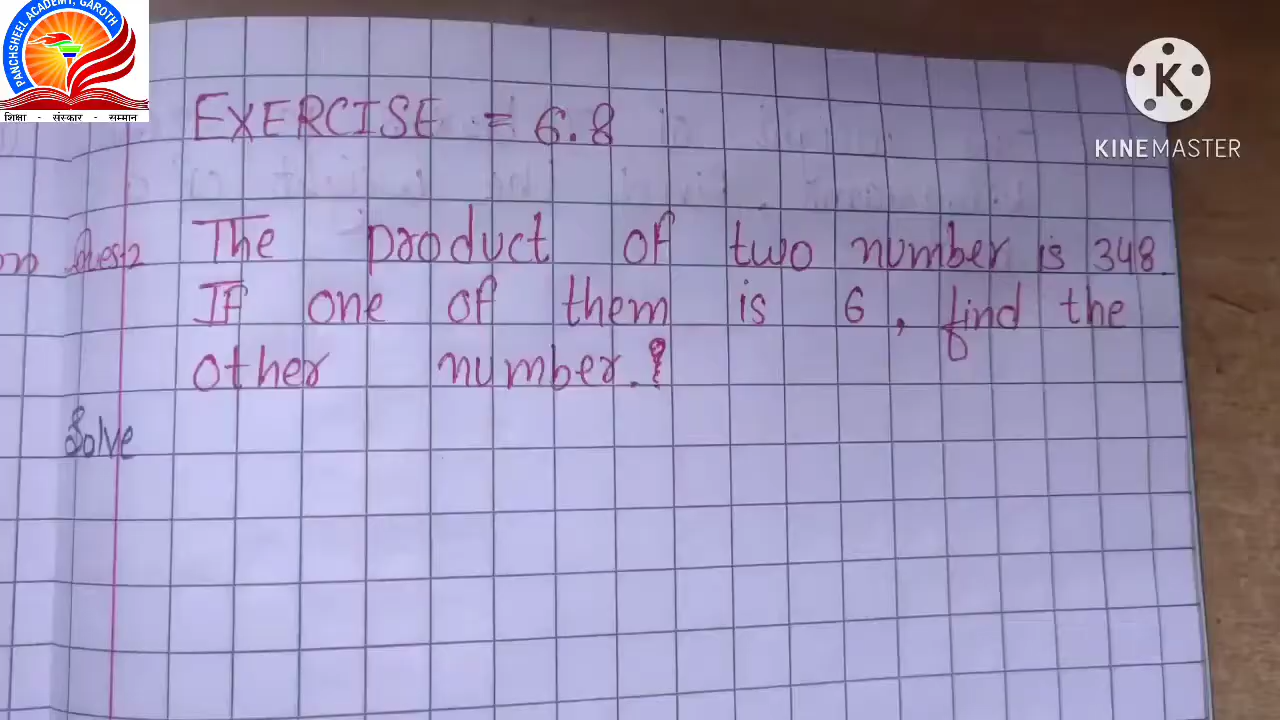 PANCHSHEEL ACADEMY, GAROTH
शिक्षा - संस्कार - सम्मान
K
KINEMASTER
EXERCISE = 6.8
Ques2 The product of two number is 348.
If one of them is 6, find the
other number.?
Solve